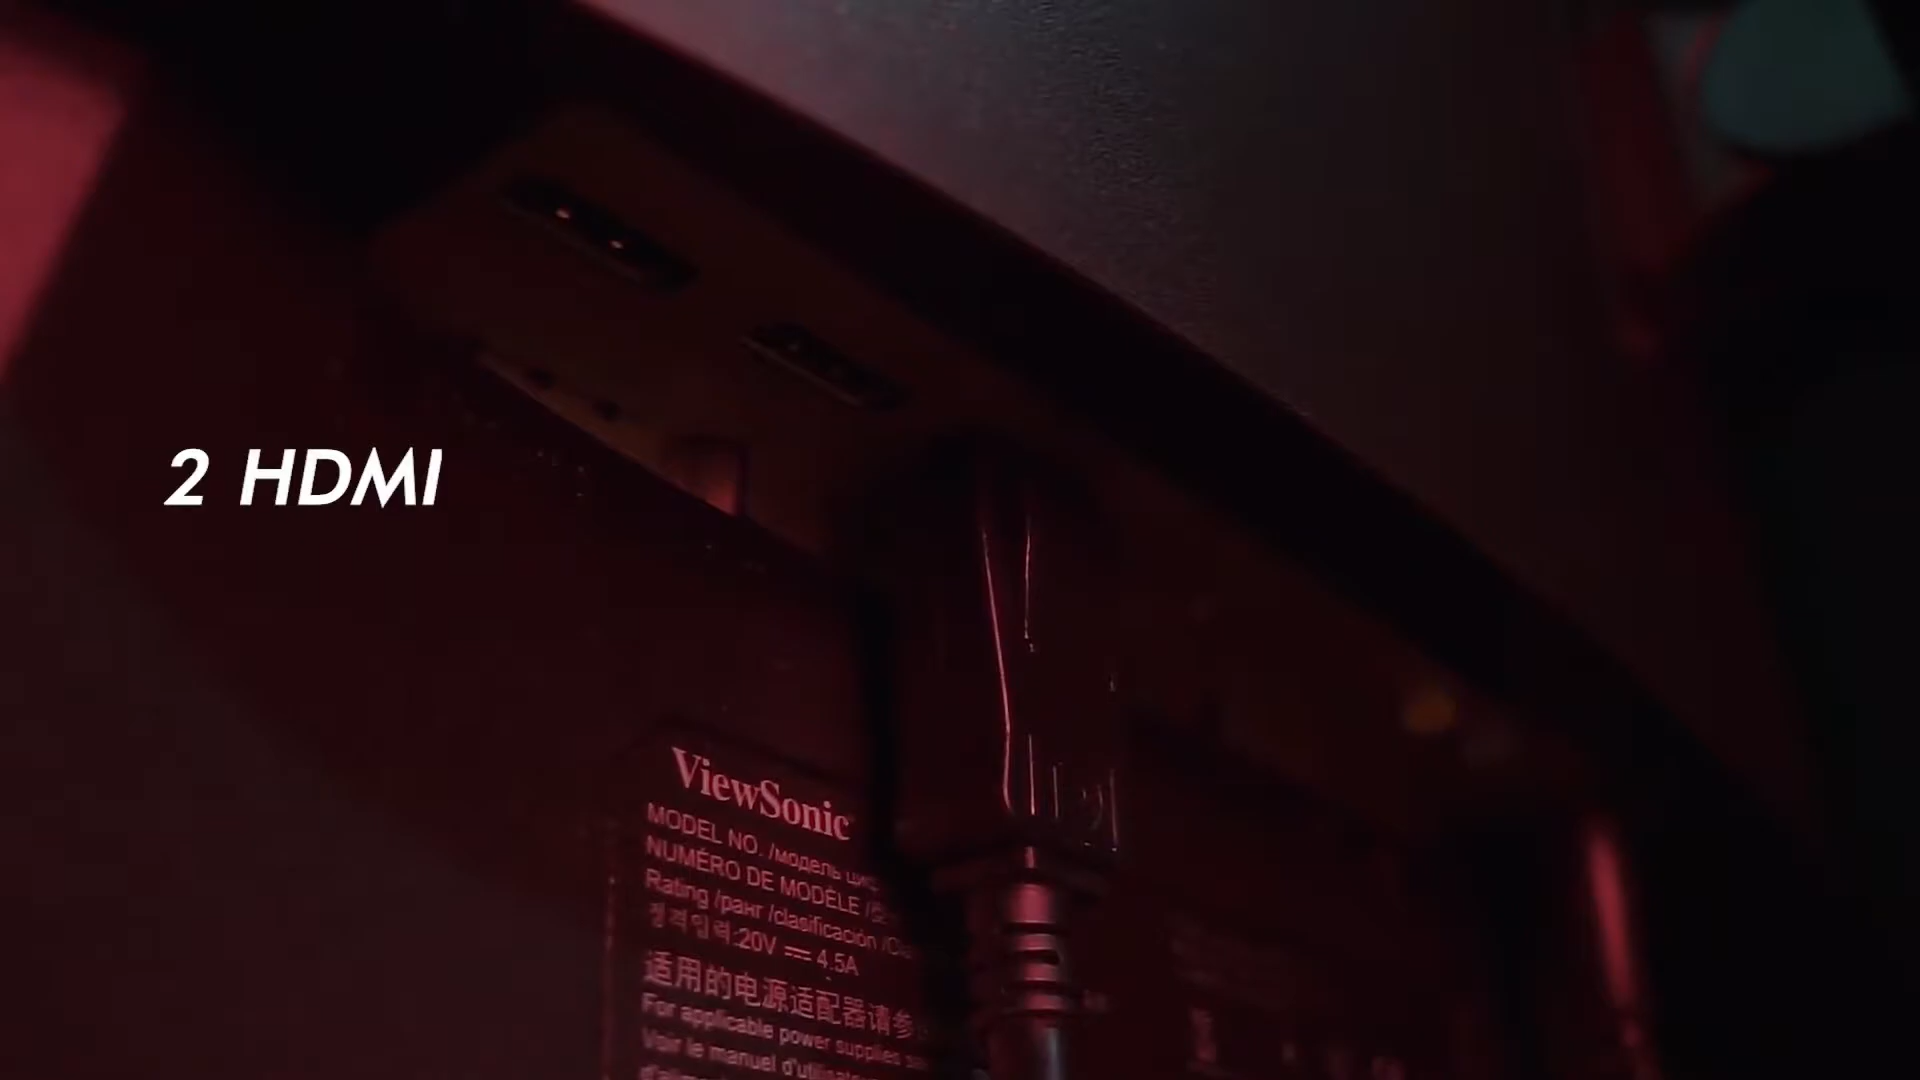 2 HDMI
ViewSonic
MODEL NO. /модель
NUMÉRO DE MODÈLE
Rating /ранг /clasificación
정격입력:20V ⎓ 4.5A
适用的电源适配器请参
For applicable power supplies
Voir le manuel